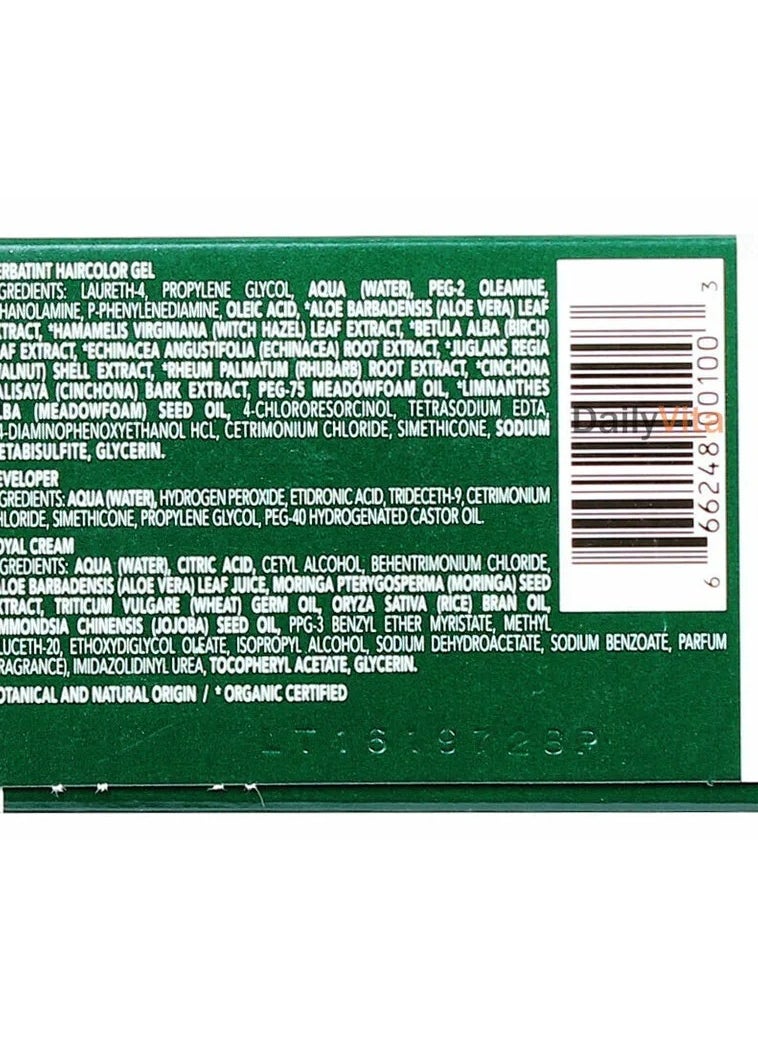 ERBATINT HAIRCOLOR GEL
GREDIENTS: LAURETH-4, PROPYLENE GLYCOL, AQUA (WATER), PEG-2 OLEAMINE,
HANOLAMINE, P-PHENYLENEDIAMINE, OLEIC ACID, *ALOE BARBADENSIS (ALOE VERA) LEAF
XTRACT, *HAMAMELIS VIRGINIANA (WITCH HAZEL) LEAF EXTRACT, *BETULA ALBA (BIRCH)
AF EXTRACT, *ECHINACEA ANGUSTIFOLIA (ECHINACEA) ROOT EXTRACT, *JUGLANS REGIA
ALNUT) SHELL EXTRACT, *RHEUM PALMATUM (RHUBARB) ROOT EXTRACT, *CINCHONA
ALISAYA (CINCHONA) BARK EXTRACT, PEG-75 MEADOWFOAM OIL, *LIMNANTHES
LBA (MEADOWFOAM) SEED OIL, 4-CHLORORESORCINOL, TETRASODIUM EDTA,
4-DIAMINOPHENOXYETHANOL HCL, CETRIMONIUM CHLORIDE, SIMETHICONE, SODIUM
ETABISULFITE, GLYCERIN.
EVELOPER
GREDIENTS: AQUA (WATER), HYDROGEN PEROXIDE, ETIDRONIC ACID, TRIDECETH-9, CETRIMONIUM
HLORIDE, SIMETHICONE, PROPYLENE GLYCOL, PEG-40 HYDROGENATED CASTOR OIL.
OYAL CREAM
GREDIENTS: AQUA (WATER), CITRIC ACID, CETYL ALCOHOL, BEHENTRIMONIUM CHLORIDE,
LOE BARBADENSIS (ALOE VERA) LEAF JUICE, MORINGA PTERYGOSPERMA (MORINGA) SEED
XTRACT, TRITICUM VULGARE (WHEAT) GERM OIL, ORYZA SATIVA (RICE) BRAN OIL,
MMONDSIA CHINENSIS (JOJOBA) SEED OIL, PPG-3 BENZYL ETHER MYRISTATE, METHYL
LUCETH-20, ETHOXYDIGLYCOL OLEATE, ISOPROPYL ALCOHOL, SODIUM DEHYDROACETATE, SODIUM BENZOATE, PARFUM
RAGRANCE), IMIDAZOLIDINYL UREA, TOCOPHERYL ACETATE, GLYCERIN.
OTANICAL AND NATURAL ORIGIN / * ORGANIC CERTIFIED
DailyVita